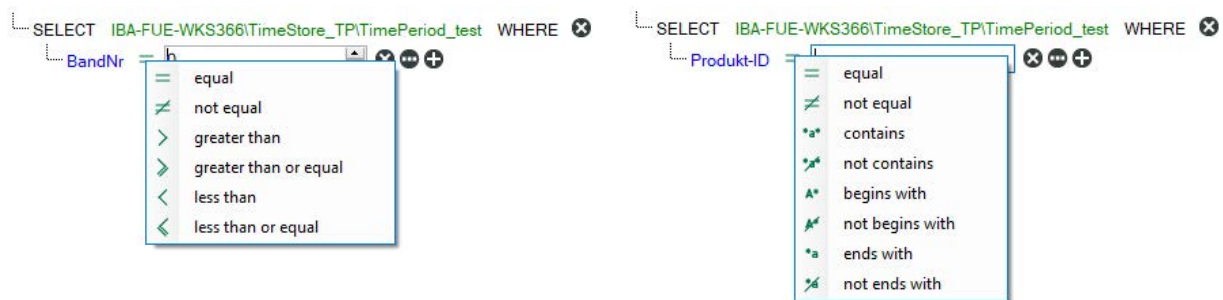 SELECT IBA-FUE-WKS366\TimeStore_TP\TimePeriod_test WHERE
BandNr =
= equal
≠ not equal
> greater than
⩾ greater than or equal
< less than
⩽ less than or equal
SELECT IBA-FUE-WKS366\TimeStore_TP\TimePeriod_test WHERE
Produkt-ID =
= equal
≠ not equal
*a* contains
*a* not contains
A* begins with
A* not begins with
*a ends with
*a not ends with